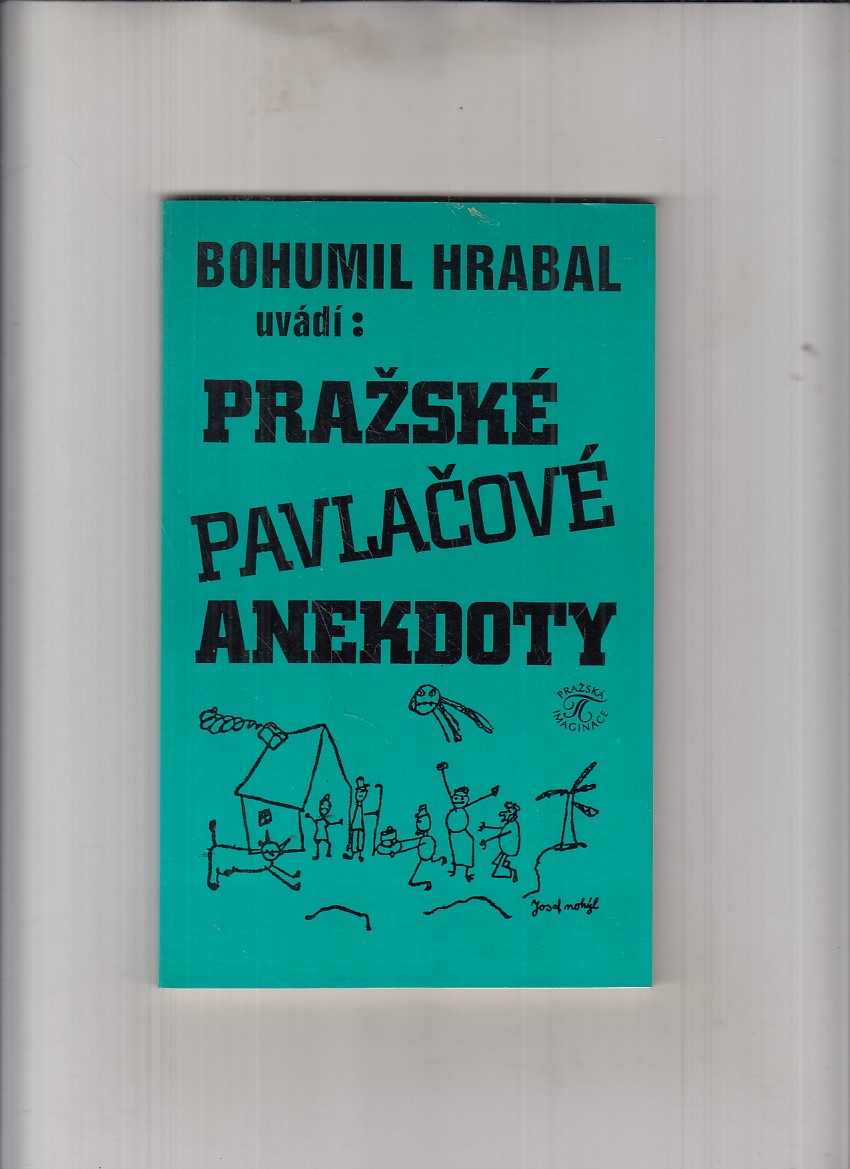 BOHUMIL HRABAL
uvádí:
PRAŽSKÉ
PAVLAČOVÉ
ANEKDOTY
PRAŽSKÁ
IMAGINACE
Josef nohýl